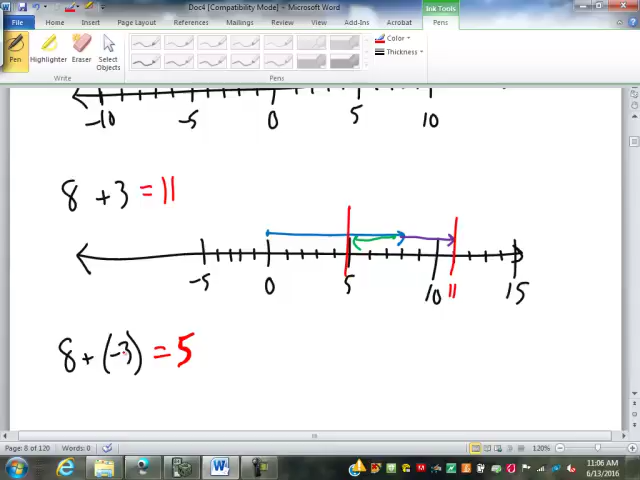 Doc4 [Compatibility Mode] - Microsoft Word
Ink Tools
File Home Insert Page Layout References Mailings Review View Add-Ins Acrobat Pens
Pen Highlighter Eraser Select Objects
Color
Thickness
Write Pens
-10 -5 0 5 10
8 + 3 = 11
-5 0 5 10 11 15
8 + (-3) = 5
Page: 8 of 120 Words: 0 120%
11:06 AM
6/13/2016